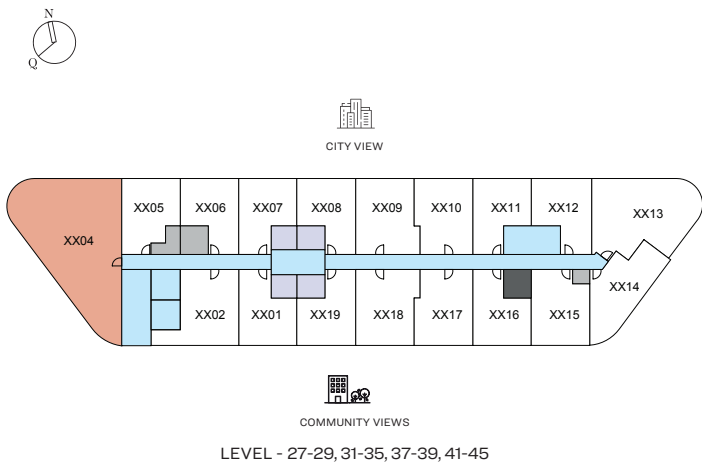 N
Q
CITY VIEW
XX05 XX06 XX07 XX08 XX09 XX10 XX11 XX12
XX13
XX04
XX14
XX02 XX01 XX19 XX18 XX17 XX16 XX15
COMMUNITY VIEWS
LEVEL - 27-29, 31-35, 37-39, 41-45